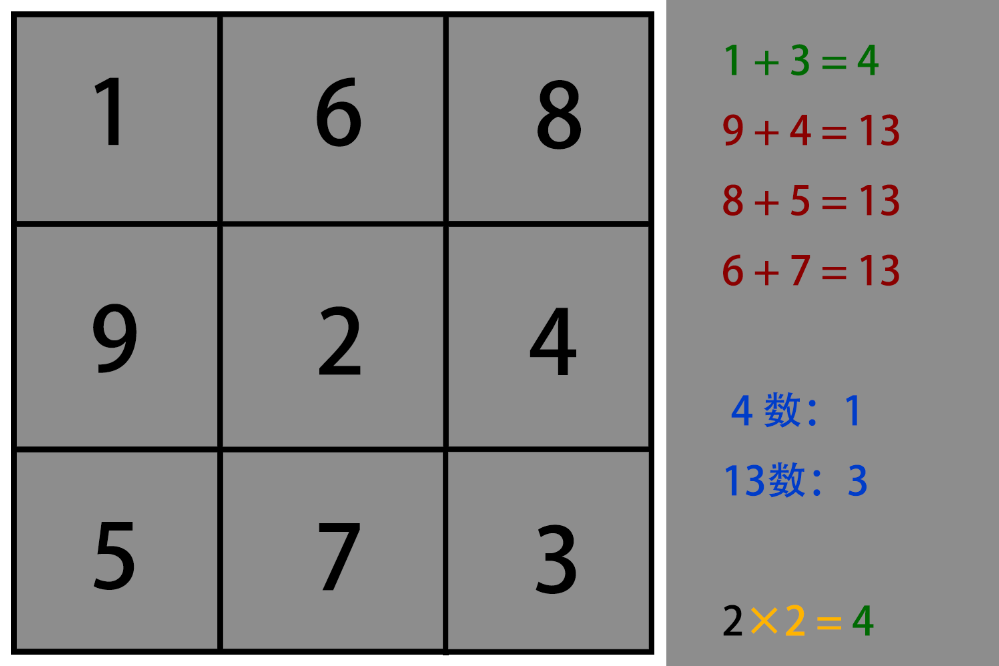 1 6 8
9 2 4
5 7 3
1 + 3 = 4
9 + 4 = 13
8 + 5 = 13
6 + 7 = 13
4 数: 1
13数: 3
2×2 = 4